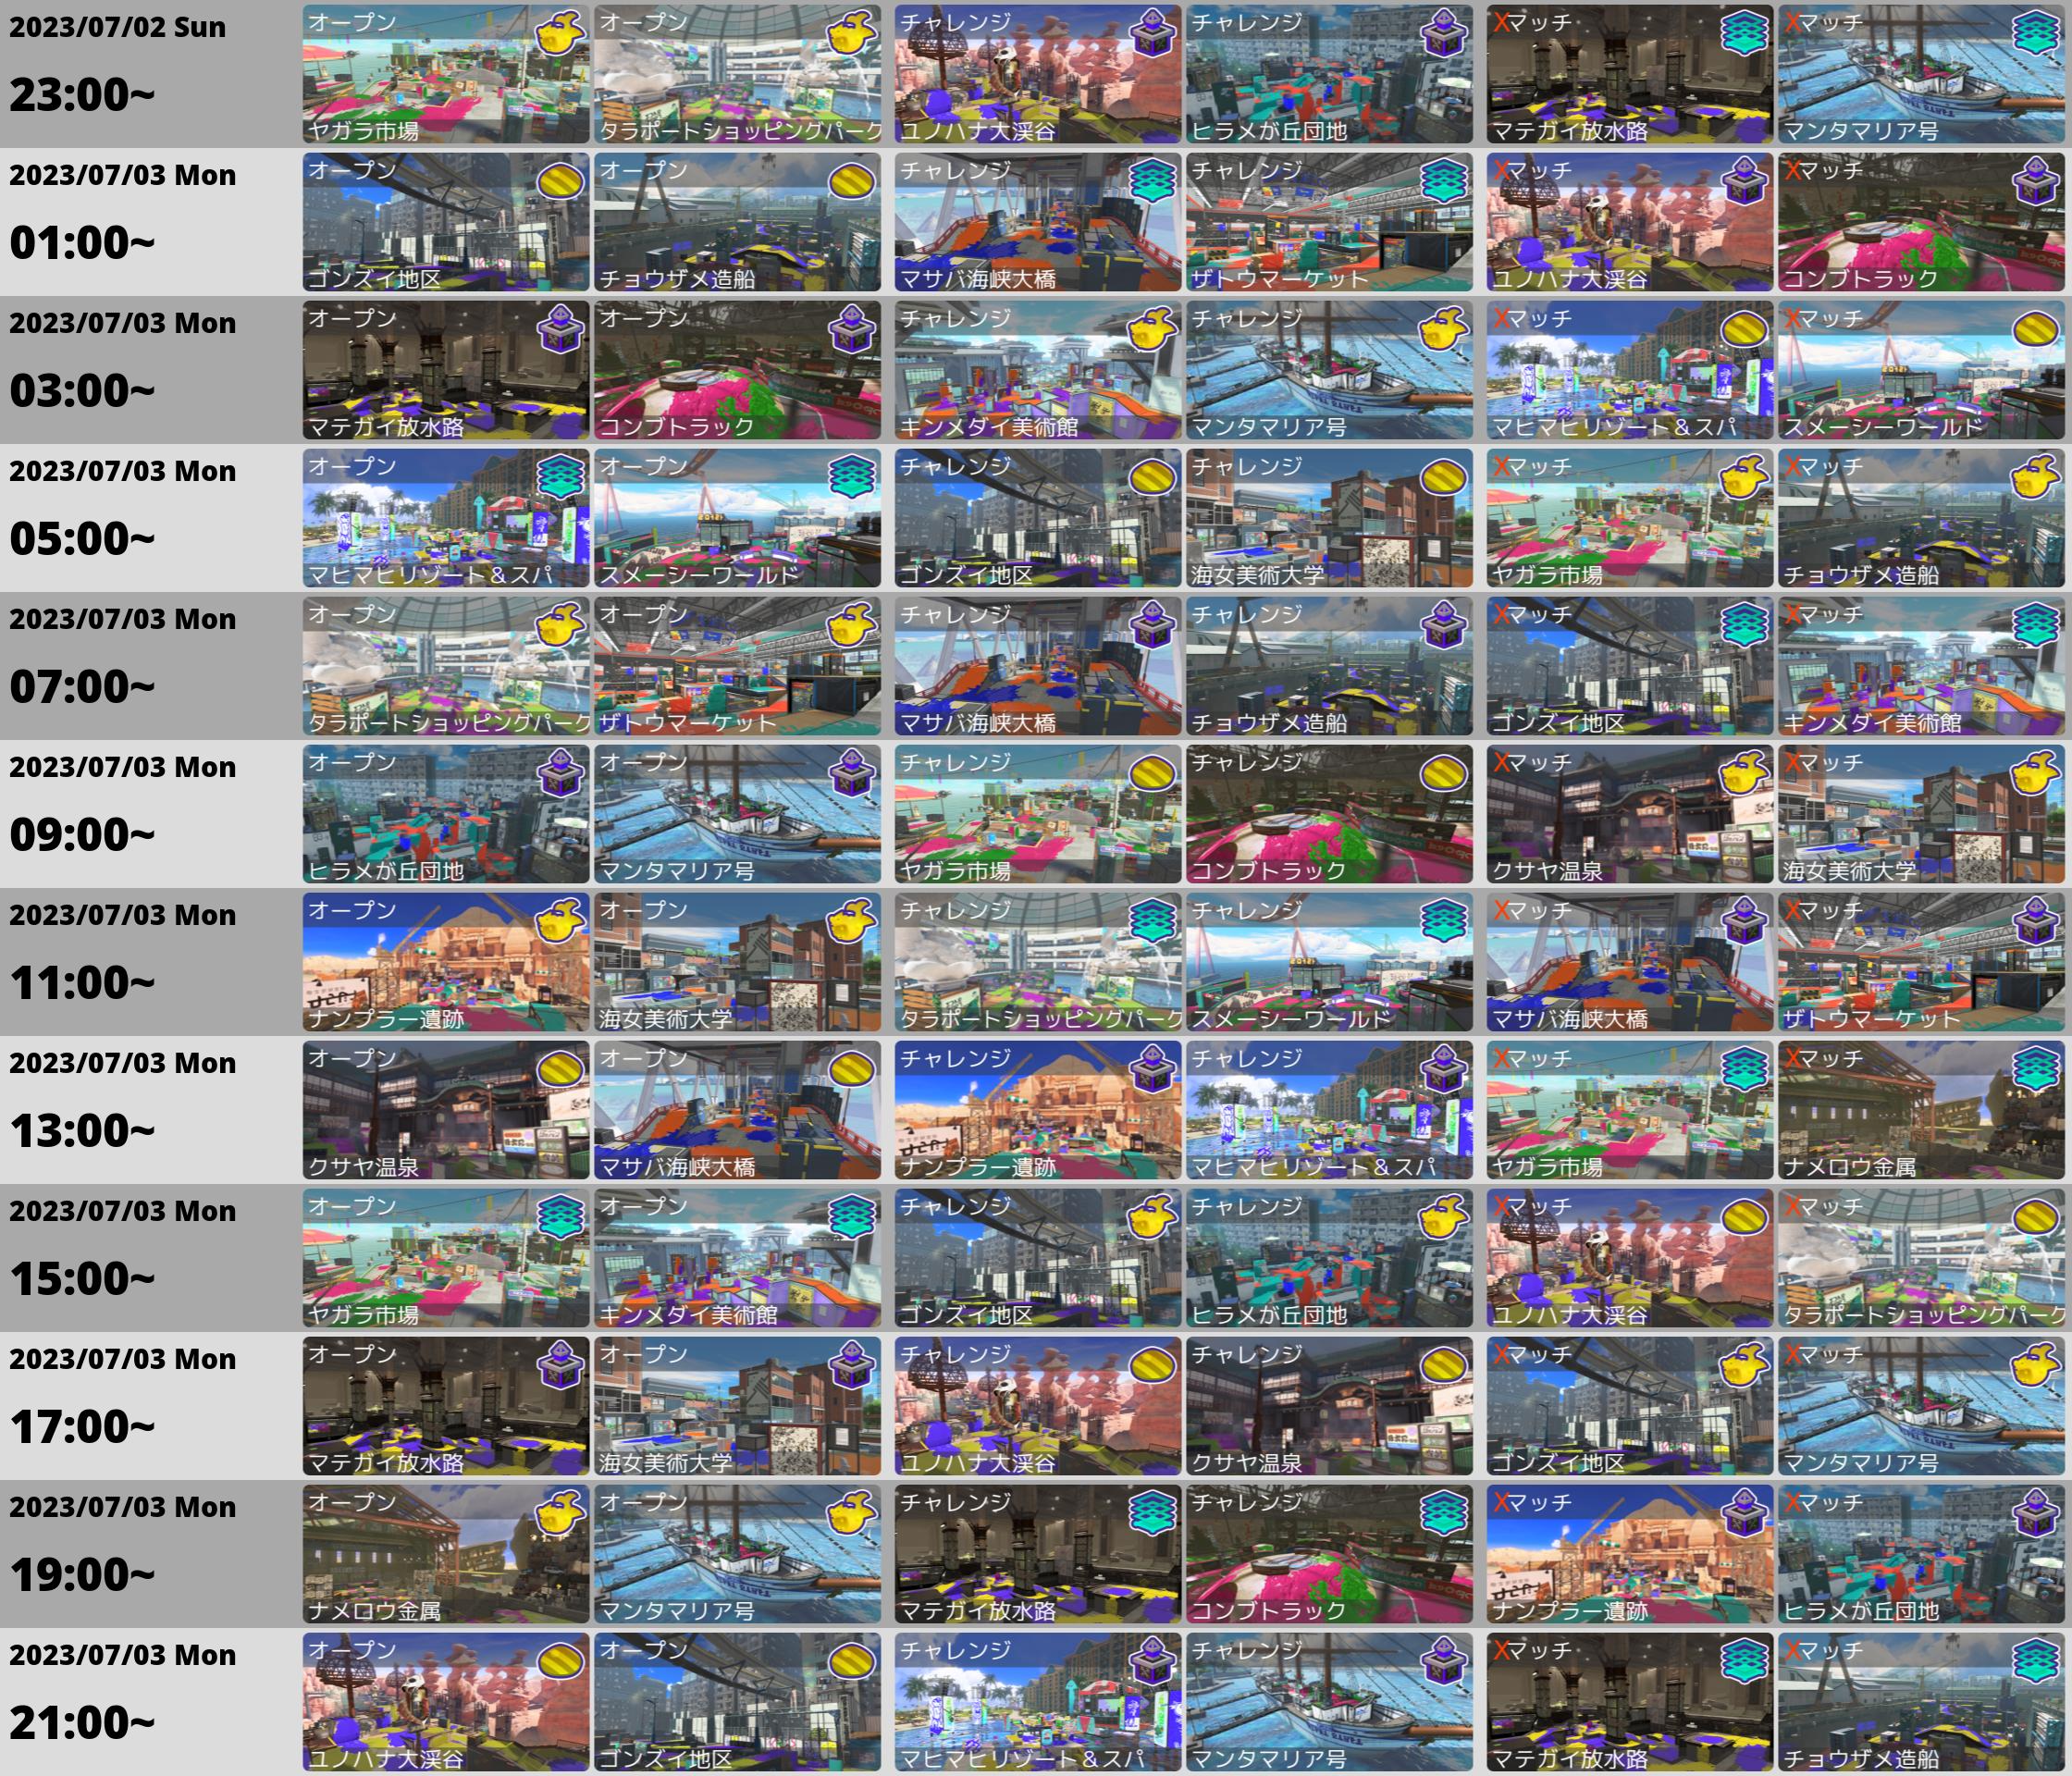 2023/07/02 Sun
23:00~
オープン
ヤガラ市場
オープン
タラポートショッピングパーク
チャレンジ
ユノハナ大渓谷
チャレンジ
ヒラメが丘団地
Xマッチ
マテガイ放水路
Xマッチ
マンタマリア号
2023/07/03 Mon
01:00~
オープン
ゴンズイ地区
オープン
チョウザメ造船
チャレンジ
マサバ海峡大橋
チャレンジ
ザトウマーケット
Xマッチ
ユノハナ大渓谷
Xマッチ
コンブトラック
2023/07/03 Mon
03:00~
オープン
マテガイ放水路
オープン
コンブトラック
チャレンジ
キンメダイ美術館
チャレンジ
マンタマリア号
Xマッチ
マヒマヒリゾート&スパ
Xマッチ
スメーシーワールド
2023/07/03 Mon
05:00~
オープン
マヒマヒリゾート&スパ
オープン
スメーシーワールド
チャレンジ
ゴンズイ地区
チャレンジ
海女美術大学
Xマッチ
ヤガラ市場
Xマッチ
チョウザメ造船
2023/07/03 Mon
07:00~
オープン
タラポートショッピングパーク
オープン
ザトウマーケット
チャレンジ
マサバ海峡大橋
チャレンジ
チョウザメ造船
Xマッチ
ゴンズイ地区
Xマッチ
キンメダイ美術館
2023/07/03 Mon
09:00~
オープン
ヒラメが丘団地
オープン
マンタマリア号
チャレンジ
ヤガラ市場
チャレンジ
コンブトラック
Xマッチ
クサヤ温泉
Xマッチ
海女美術大学
2023/07/03 Mon
11:00~
オープン
ナンプラー遺跡
オープン
海女美術大学
チャレンジ
タラポートショッピングパーク
チャレンジ
スメーシーワールド
Xマッチ
マサバ海峡大橋
Xマッチ
ザトウマーケット
2023/07/03 Mon
13:00~
オープン
クサヤ温泉
オープン
マサバ海峡大橋
チャレンジ
ナンプラー遺跡
チャレンジ
マヒマヒリゾート&スパ
Xマッチ
ヤガラ市場
Xマッチ
ナメロウ金属
2023/07/03 Mon
15:00~
オープン
ヤガラ市場
オープン
キンメダイ美術館
チャレンジ
ゴンズイ地区
チャレンジ
ヒラメが丘団地
Xマッチ
ユノハナ大渓谷
Xマッチ
タラポートショッピングパーク
2023/07/03 Mon
17:00~
オープン
マテガイ放水路
オープン
海女美術大学
チャレンジ
ユノハナ大渓谷
チャレンジ
クサヤ温泉
Xマッチ
ゴンズイ地区
Xマッチ
マンタマリア号
2023/07/03 Mon
19:00~
オープン
ナメロウ金属
オープン
マンタマリア号
チャレンジ
マテガイ放水路
チャレンジ
コンブトラック
Xマッチ
ナンプラー遺跡
Xマッチ
ヒラメが丘団地
2023/07/03 Mon
21:00~
オープン
ユノハナ大渓谷
オープン
ゴンズイ地区
チャレンジ
マヒマヒリゾート&スパ
チャレンジ
マンタマリア号
Xマッチ
マテガイ放水路
Xマッチ
チョウザメ造船